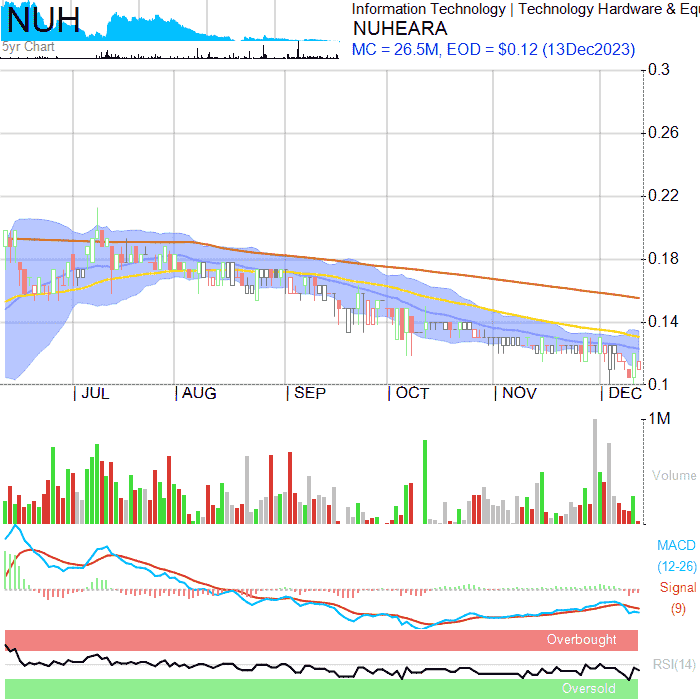 NUH
5yr Chart
Information Technology | Technology Hardware & Equ
NUHEARA
MC = 26.5M, EOD = $0.12 (13Dec2023)
0.3
0.26
0.22
0.18
0.14
0.1
JUL AUG SEP OCT NOV DEC
1M
Volume
MACD
(12-26)
Signal
(9)
Overbought
RSI(14)
Oversold